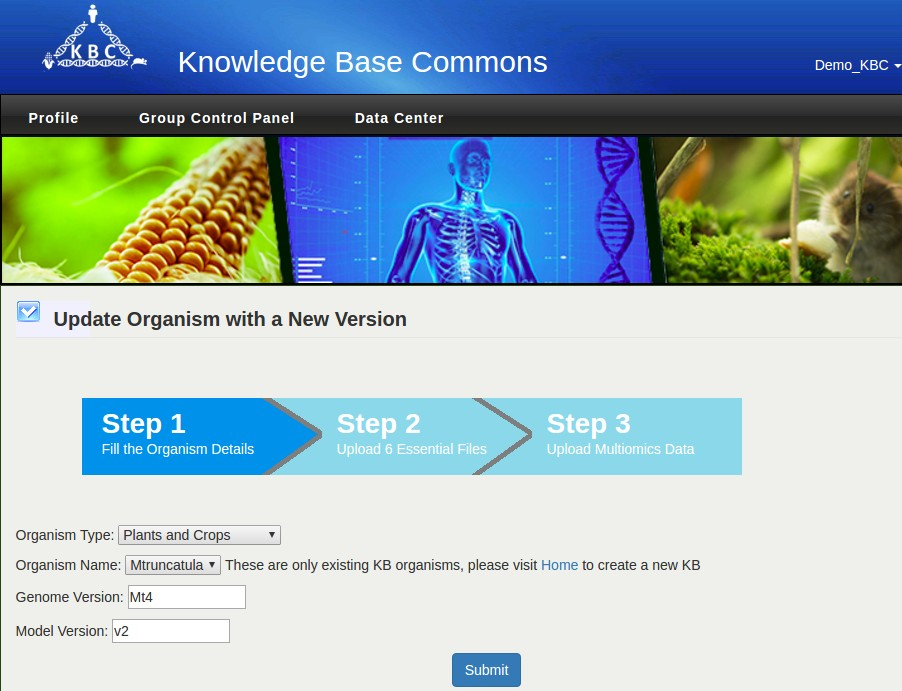 KBC
Knowledge Base Commons
Demo_KBC
Profile Group Control Panel Data Center
Update Organism with a New Version
Step 1 Step 2 Step 3
Fill the Organism Details Upload 6 Essential Files Upload Multiomics Data
Organism Type: Plants and Crops
Organism Name: Mtruncatula These are only existing KB organisms, please visit Home to create a new KB
Genome Version: Mt4
Model Version: v2
Submit